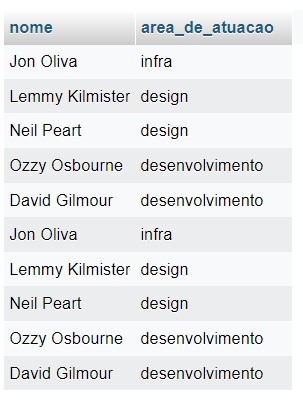 nome area_de_atuacao
Jon Oliva infra
Lemmy Kilmister design
Neil Peart design
Ozzy Osbourne desenvolvimento
David Gilmour desenvolvimento
Jon Oliva infra
Lemmy Kilmister design
Neil Peart design
Ozzy Osbourne desenvolvimento
David Gilmour desenvolvimento